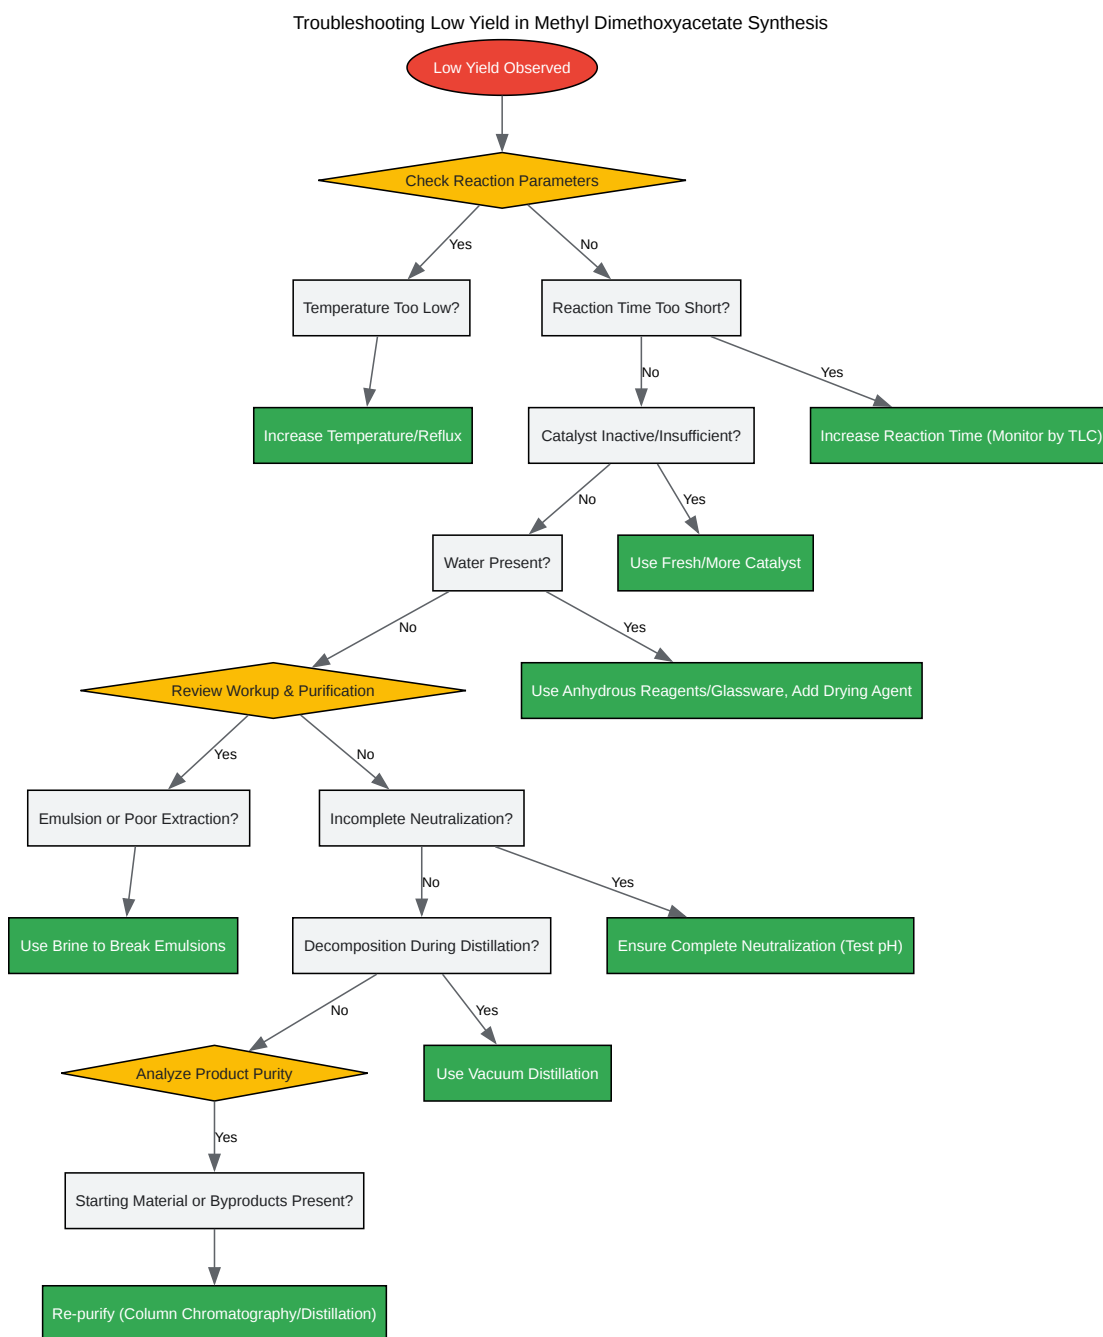 Troubleshooting Low Yield in Methyl Dimethoxyacetate Synthesis
Low Yield Observed
Check Reaction Parameters
Yes
No
Temperature Too Low?
Reaction Time Too Short?
No
Yes
Increase Temperature/Reflux
Catalyst Inactive/Insufficient?
Increase Reaction Time (Monitor by TLC)
No
Yes
Water Present?
Use Fresh/More Catalyst
No
Yes
Review Workup & Purification
Use Anhydrous Reagents/Glassware, Add Drying Agent
Yes
No
Emulsion or Poor Extraction?
Incomplete Neutralization?
No
Yes
Use Brine to Break Emulsions
Decomposition During Distillation?
Ensure Complete Neutralization (Test pH)
No
Yes
Analyze Product Purity
Use Vacuum Distillation
Yes
Starting Material or Byproducts Present?
Re-purify (Column Chromatography/Distillation)